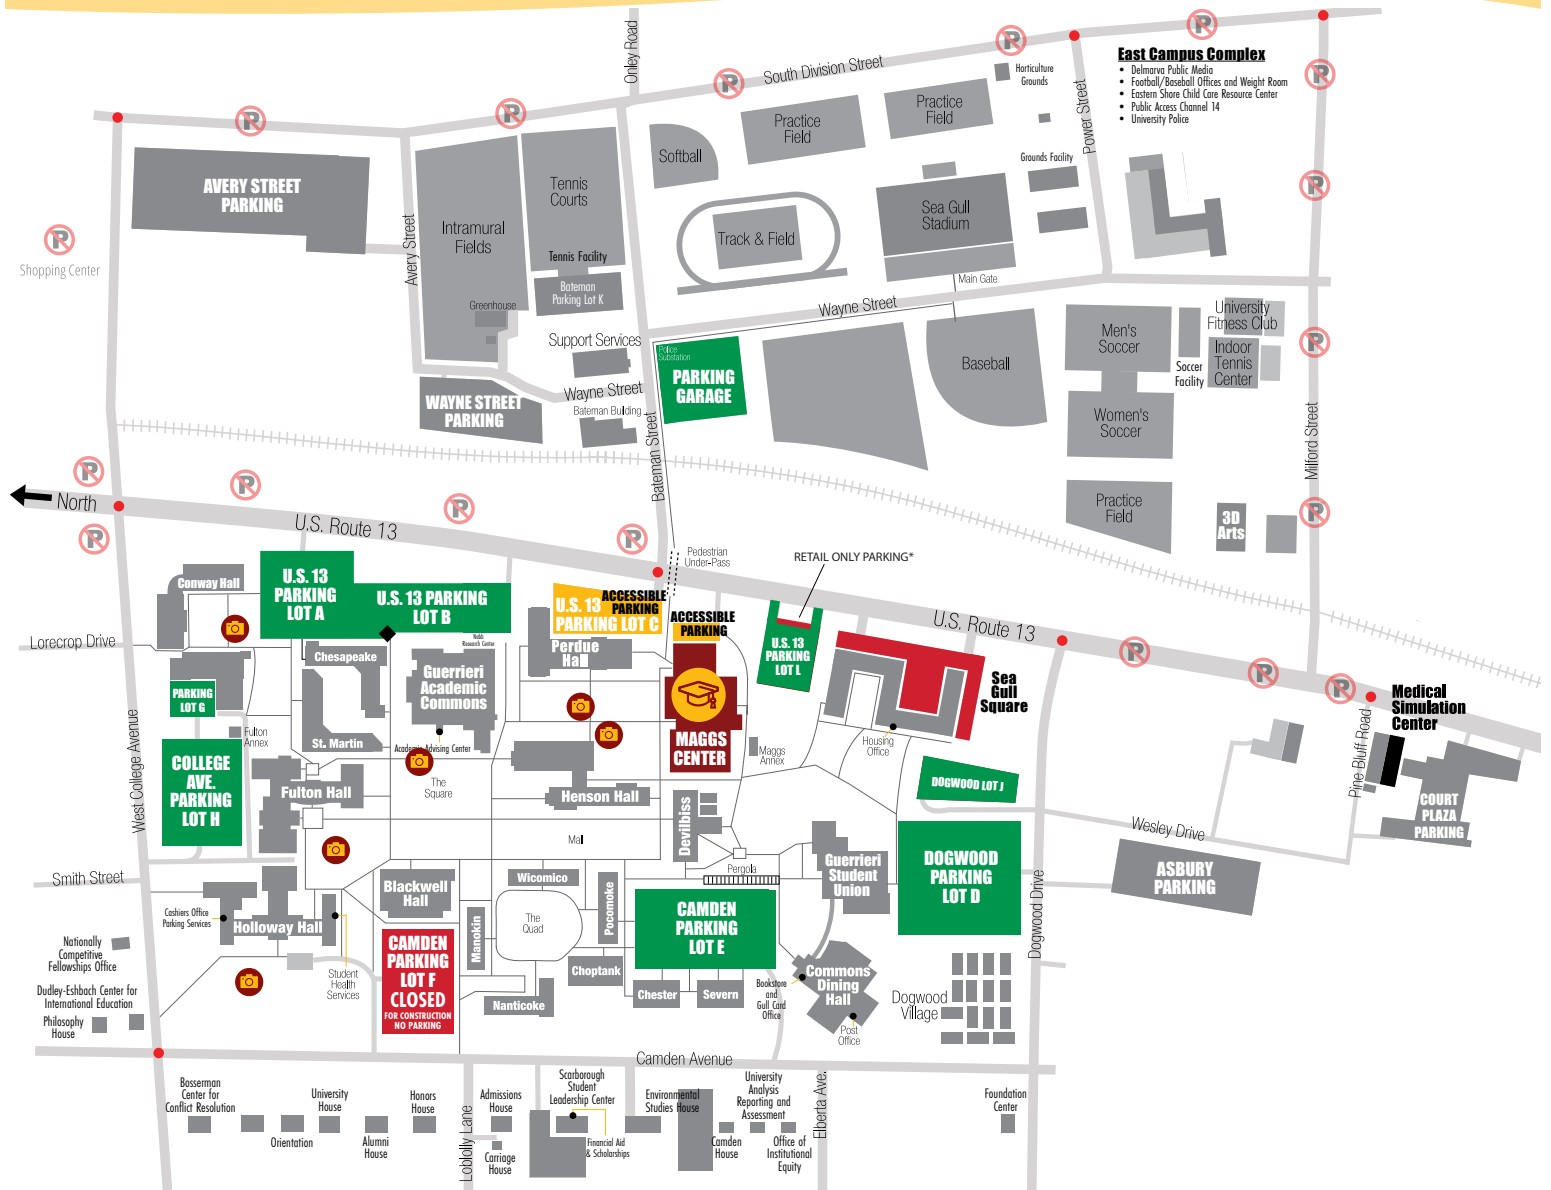 Onley Road
South Division Street
East Campus Complex
• Delmarva Public Media
• Football/Baseball Offices and Weight Room
• Eastern Shore Child Care Resource Center
• Public Access Channel 14
• University Police
Horticulture
Grounds
Practice
Field
Practice
Field
Power Street
Softball
Tennis
Courts
AVERY STREET
PARKING
Grounds Facility
Sea Gull
Stadium
Intramural
Fields
Avery Street
Track & Field
Tennis Facility
Shopping Center
Bateman
Parking Lot K
Main Gate
Greenhouse
Wayne Street
University
Fitness Club
Men's
Soccer
Support Services
Police
Substation
Indoor
Tennis
Center
Baseball
Soccer
Facility
PARKING
GARAGE
Wayne Street
WAYNE STREET
PARKING
Bateman Building
Women's
Soccer
Bateman Street
Milford Street
North
Practice
Field
3D
Arts
U.S. Route 13
Pedestrian
Under-Pass
RETAIL ONLY PARKING*
Conway Hall
U.S. 13
PARKING
LOT A
U.S. 13 PARKING
LOT B
U.S. 13
PARKING LOT C
ACCESSIBLE
PARKING
ACCESSIBLE
PARKING
U.S. Route 13
Lorecrop Drive
Nabb
Research Center
Perdue
Hall
U.S. 13
PARKING
LOT L
Chesapeake
Guerrieri
Academic
Commons
Sea
Gull
Square
PARKING
LOT G
Medical
Simulation
Center
Fulton
Annex
St. Martin
Academic Advising Center
MAGGS
CENTER
Maggs
Annex
Housing
Office
Pine Bluff Road
West College Avenue
COLLEGE
AVE.
PARKING
LOT H
The
Square
DOGWOOD LOT J
Fulton Hall
Henson Hall
COURT
PLAZA
PARKING
Devilbiss
Wesley Drive
Mall
Guerrieri
Student
Union
DOGWOOD
PARKING
LOT D
ASBURY
PARKING
Pergola
Smith Street
Blackwell
Hall
Wicomico
Pocomoke
Dogwood Drive
Cashiers Office
Parking Services
Holloway Hall
The
Quad
CAMDEN
PARKING
LOT E
Manokin
Nationally
Competitive
Fellowships Office
CAMDEN
PARKING
LOT F
CLOSED
FOR CONSTRUCTION
NO PARKING
Student
Health
Services
Choptank
Commons
Dining
Hall
Bookstore
and
Gull Card
Office
Chester
Severn
Dogwood
Village
Dudley-Eshbach Center for
International Education
Nanticoke
Philosophy
House
Post
Office
Camden Avenue
Bosserman
Center for
Conflict Resolution
University
House
Honors
House
Admissions
House
Scarborough
Student
Leadership Center
Environmental
Studies House
University
Analysis
Reporting and
Assessment
Foundation
Center
Elberta Ave.
Loblolly Lane
Orientation
Alumni
House
Carriage
House
Financial Aid
& Scholarships
Camden
House
Office of
Institutional
Equity